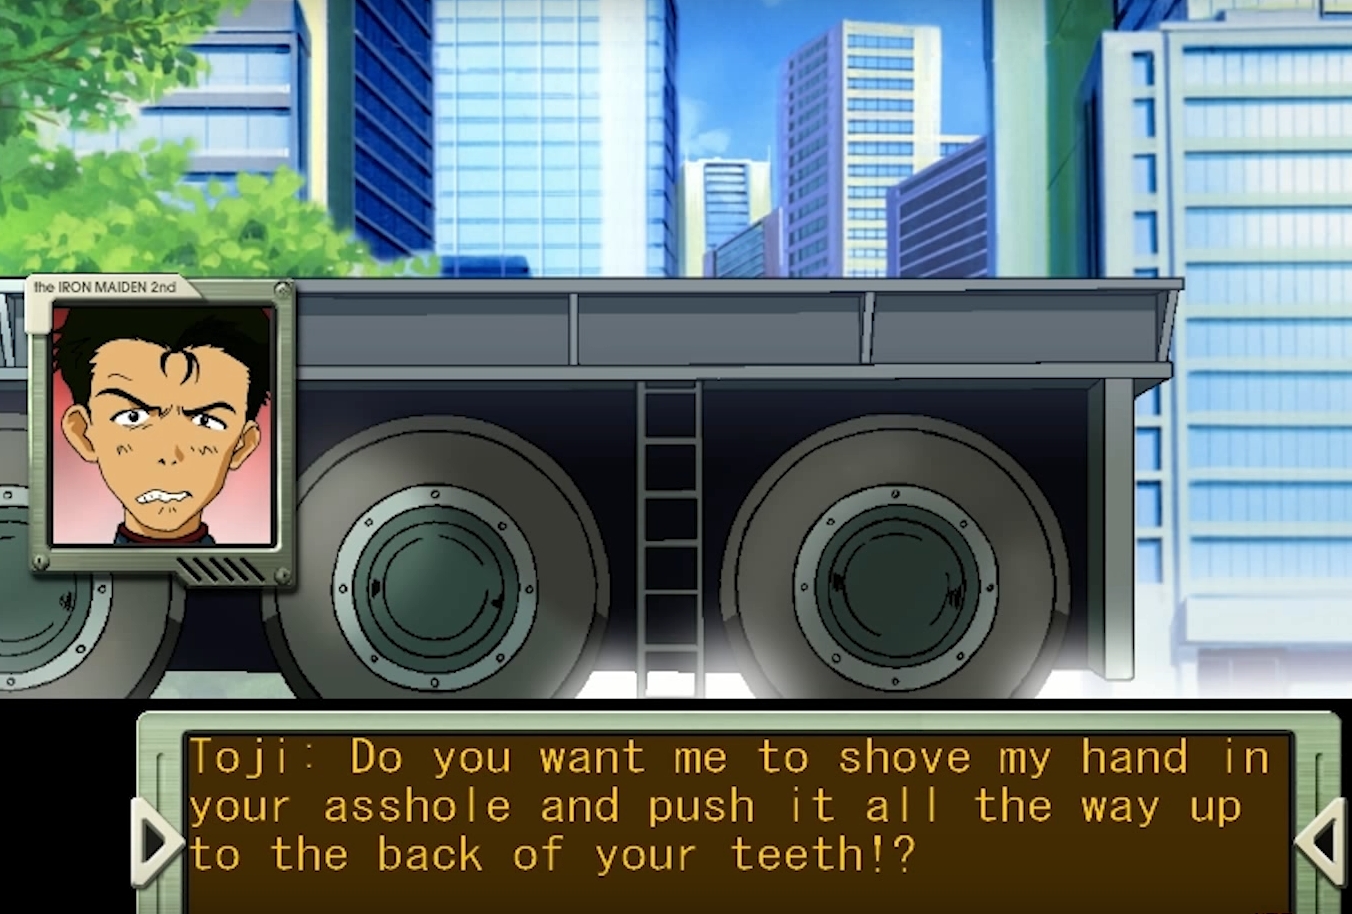 the IRON MAIDEN 2nd
Toji: Do you want me to shove my hand in
your asshole and push it all the way up
to the back of your teeth!?